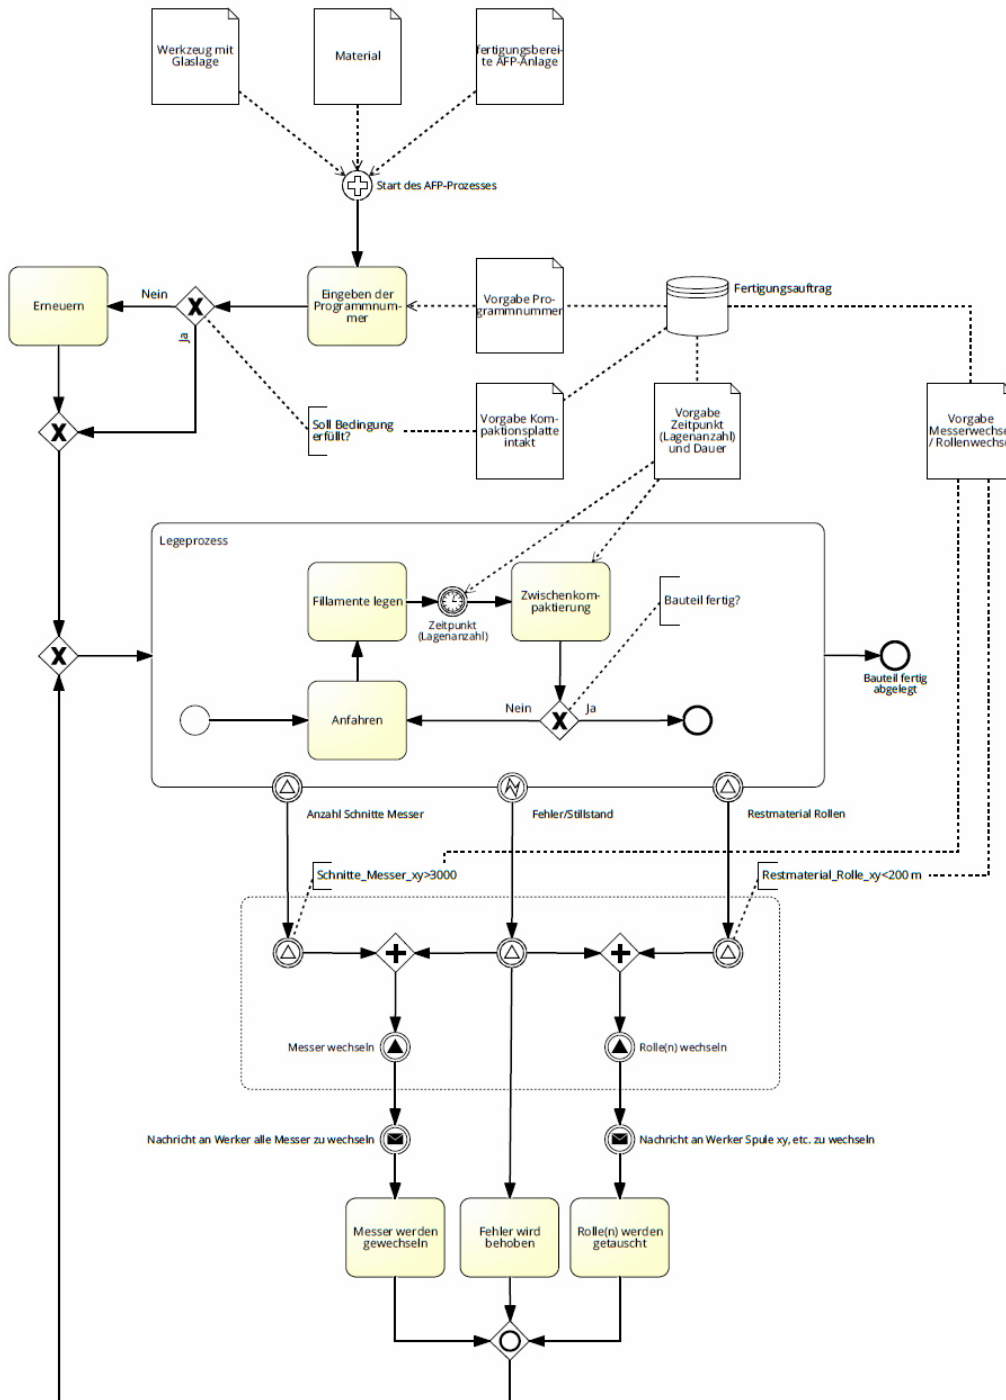 Werkzeug mit
Glaslage
Material
fertigungsberei-
te AFP-Anlage
Start des AFP-Prozesses
Erneuern
Nein
Ja
Eingeben der
Programmnum-
mer
Vorgabe Pro-
grammnummer
Fertigungsauftrag
Soll Bedingung
erfüllt?
Vorgabe Kom-
paktionsplatte
intakt
Vorgabe
Zeitpunkt
(Lagenanzahl)
und Dauer
Vorgabe
Messerwechse
/ Rollenwechse
Legeprozess
Fillamente legen
Zeitpunkt
(Lagenanzahl)
Zwischenkom-
paktierung
Bauteil fertig?
Anfahren
Nein
Ja
Bauteil fertig
abgelegt
Anzahl Schnitte Messer
Fehler/Stillstand
Restmaterial Rollen
Schnitte_Messer_xy>3000
Restmaterial_Rolle_xy<200 m
Messer wechseln
Rolle(n) wechseln
Nachricht an Werker alle Messer zu wechseln
Nachricht an Werker Spule xy, etc. zu wechseln
Messer werden
gewechseln
Fehler wird
behoben
Rolle(n) werden
getauscht